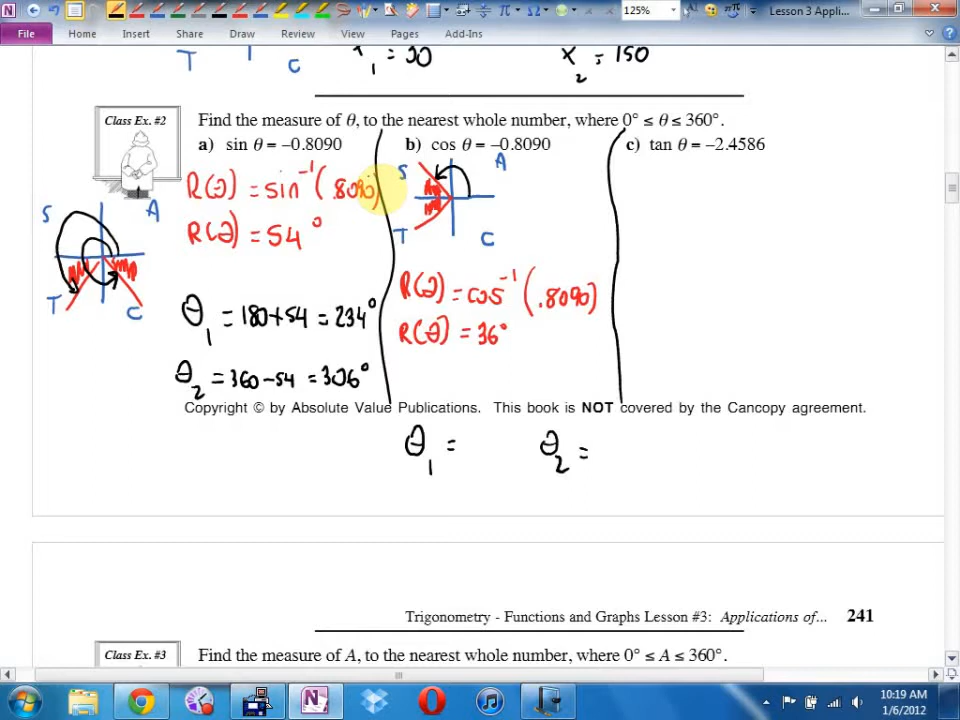 125%
Lesson 3 Appli...
File Home Insert Share Draw Review View Pages Add-Ins
T C
1 = 30
x2 = 150
Class Ex. #2
Find the measure of θ, to the nearest whole number, where 0° ≤ θ ≤ 360°.
a) sin θ = –0.8090
b) cos θ = –0.8090
c) tan θ = –2.4586
S A
T C
R(θ) = sin⁻¹(.8090)
R(θ) = 54°
θ1 = 180+54 = 234°
θ2 = 360-54 = 306°
S A
T C
R(θ) = cos⁻¹(.8090)
R(θ) = 36°
Copyright © by Absolute Value Publications. This book is NOT covered by the Cancopy agreement.
θ1 = θ2 =
Trigonometry - Functions and Graphs Lesson #3: Applications of... 241
Class Ex. #3
Find the measure of A, to the nearest whole number, where 0° ≤ A ≤ 360°.
10:19 AM
1/6/2012